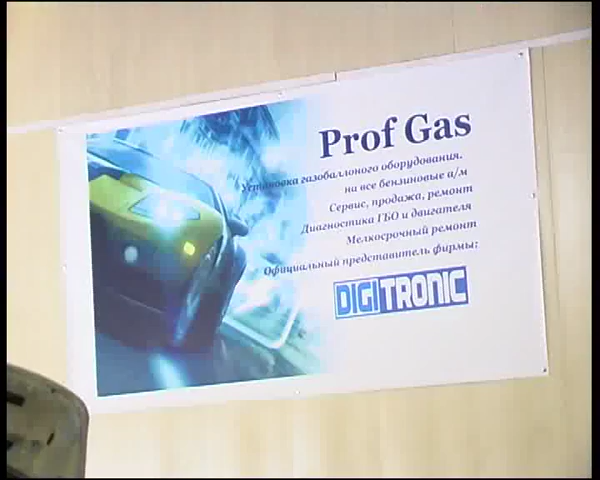 Prof Gas
Установка газобаллоного оборудования.
на все бензиновые а/м
Сервис, продажа, ремонт
Диагностика ГБО и двигателя
Мелкосрочный ремонт
Официальный представитель фирмы:
DIGITRONIC